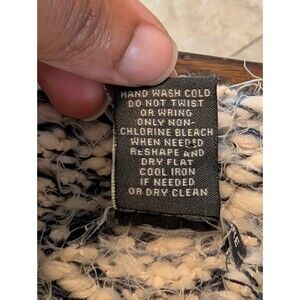 HAND WASH COLD
DO NOT TWIST
OR WRING
ONLY NON-
CHLORINE BLEACH
WHEN NEEDED
RESHAPE AND
DRY FLAT
COOL IRON
IF NEEDED
OR DRY CLEAN